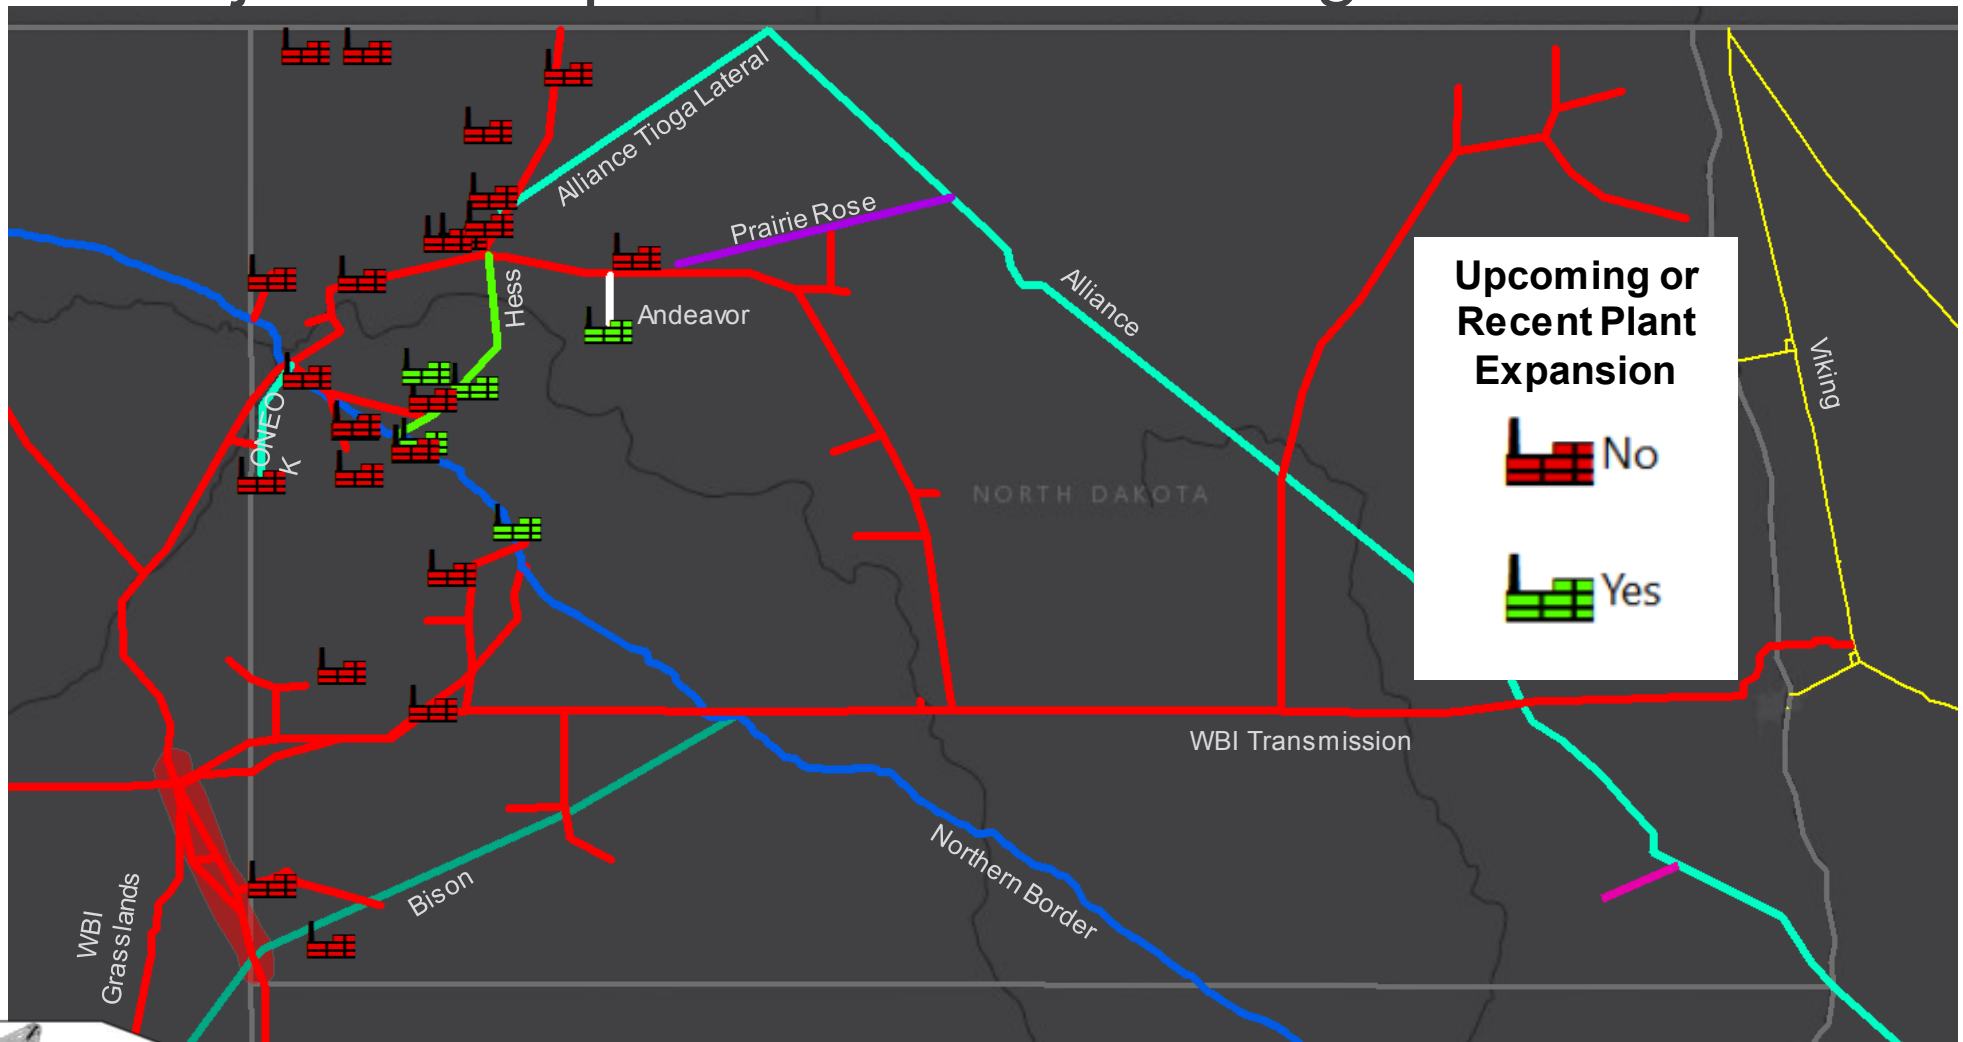 Alliance Tioga Lateral
Prairie Rose
Alliance
Hess
Andeavor
Upcoming or
Recent Plant
Expansion
No
Yes
Viking
ONEO
K
NORTH DAKOTA
WBI Transmission
Northern Border
Bison
WBI
Grasslands